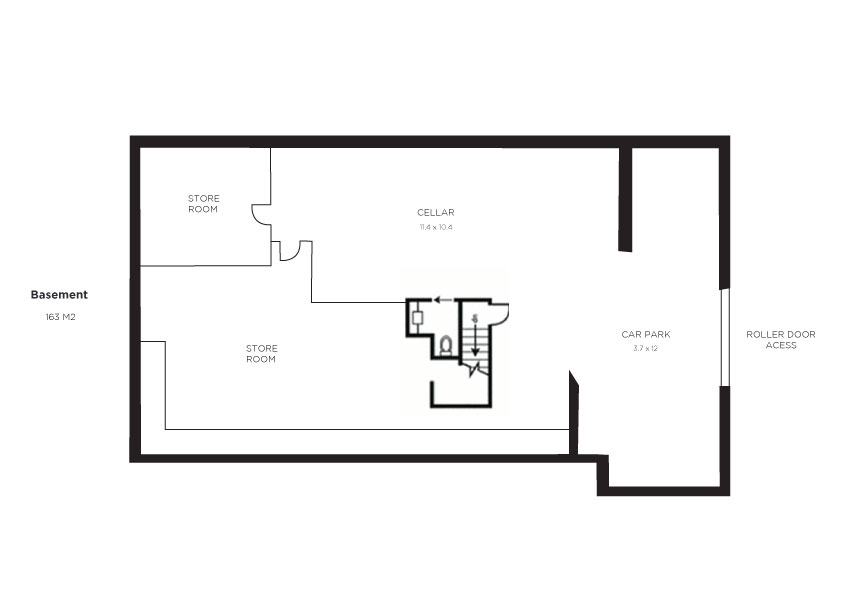 STORE
ROOM
CELLAR
11.4 x 10.4
Basement
163 M2
STORE
ROOM
CAR PARK
3.7 x 12
ROLLER DOOR
ACESS